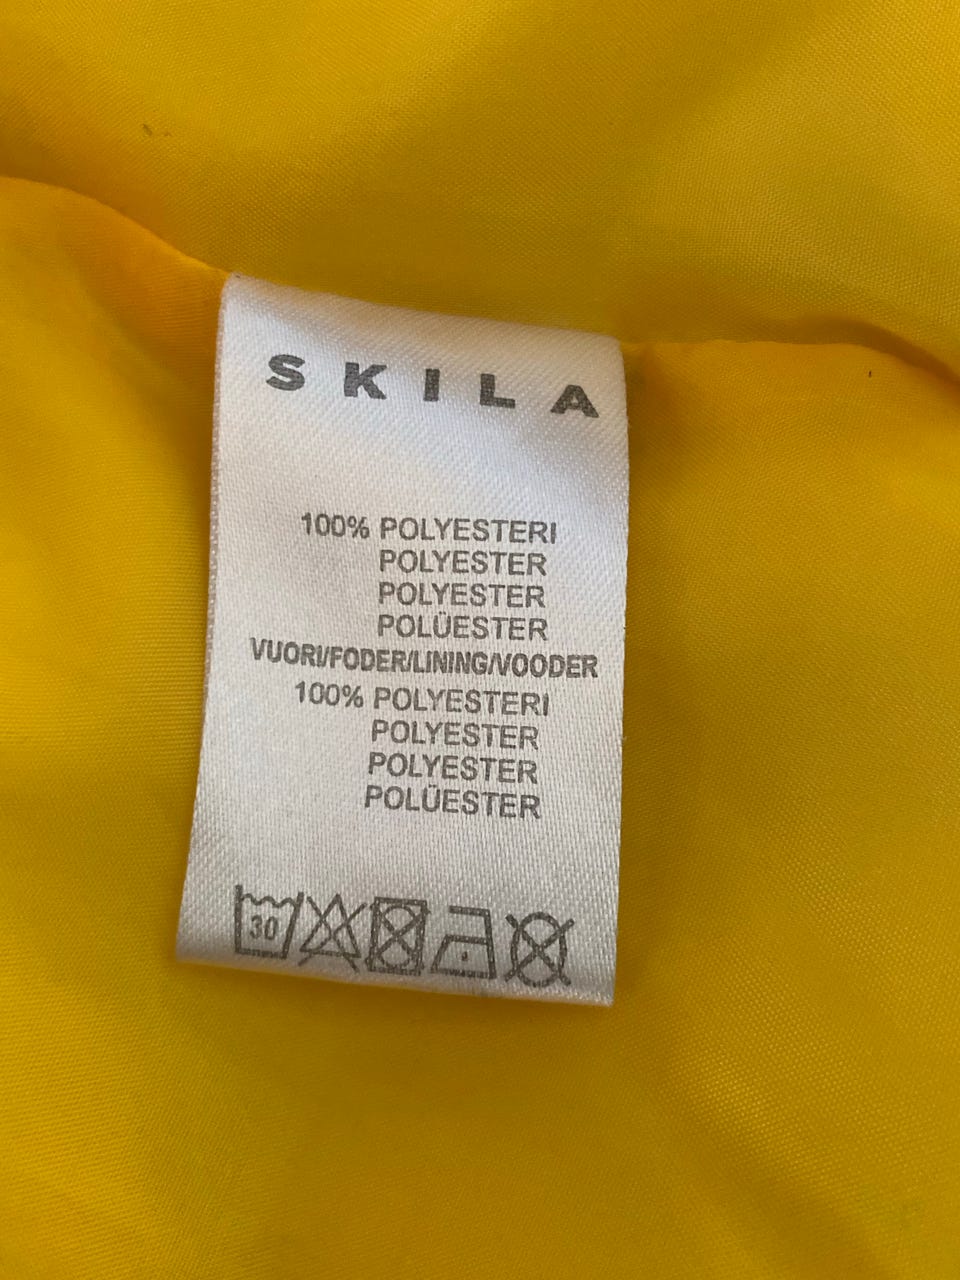 SKILA
100% POLYESTERI
POLYESTER
POLYESTER
POLÜESTER
VUORI/FODER/LINING/VOODER
100% POLYESTERI
POLYESTER
POLYESTER
POLÜESTER
30